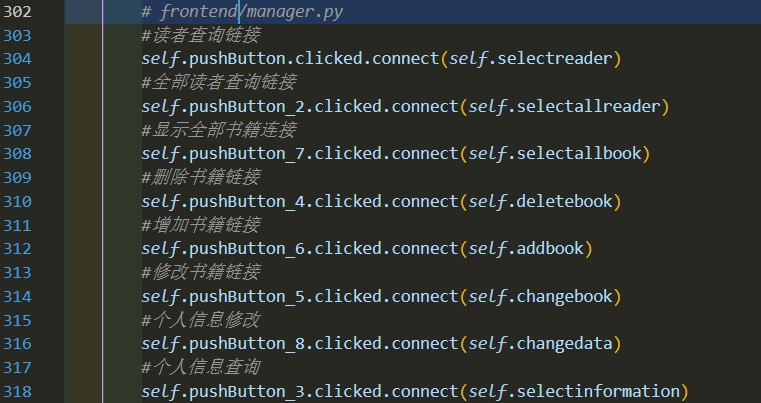 302 # frontend/manager.py
303 #读者查询链接
304 self.pushButton.clicked.connect(self.selectreader)
305 #全部读者查询链接
306 self.pushButton_2.clicked.connect(self.selectallreader)
307 #显示全部书籍连接
308 self.pushButton_7.clicked.connect(self.selectallbook)
309 #删除书籍链接
310 self.pushButton_4.clicked.connect(self.deletebook)
311 #增加书籍链接
312 self.pushButton_6.clicked.connect(self.addbook)
313 #修改书籍链接
314 self.pushButton_5.clicked.connect(self.changebook)
315 #个人信息修改
316 self.pushButton_8.clicked.connect(self.changedata)
317 #个人信息查询
318 self.pushButton_3.clicked.connect(self.selectinformation)